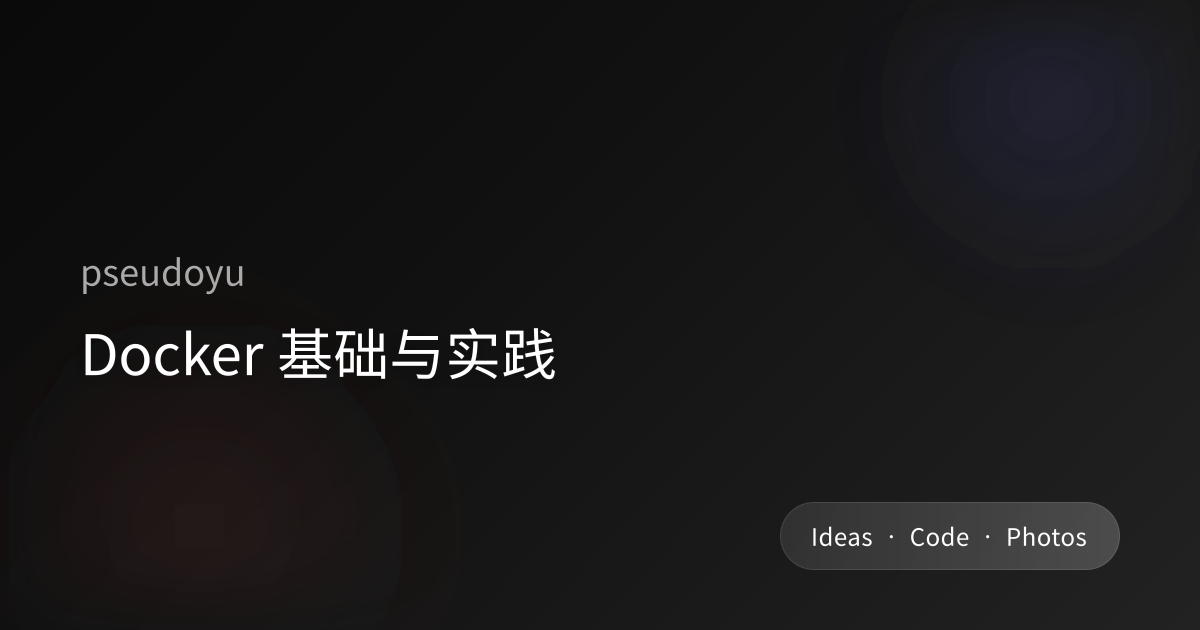 pseudoyu
Docker 基础与实践
Ideas · Code · Photos